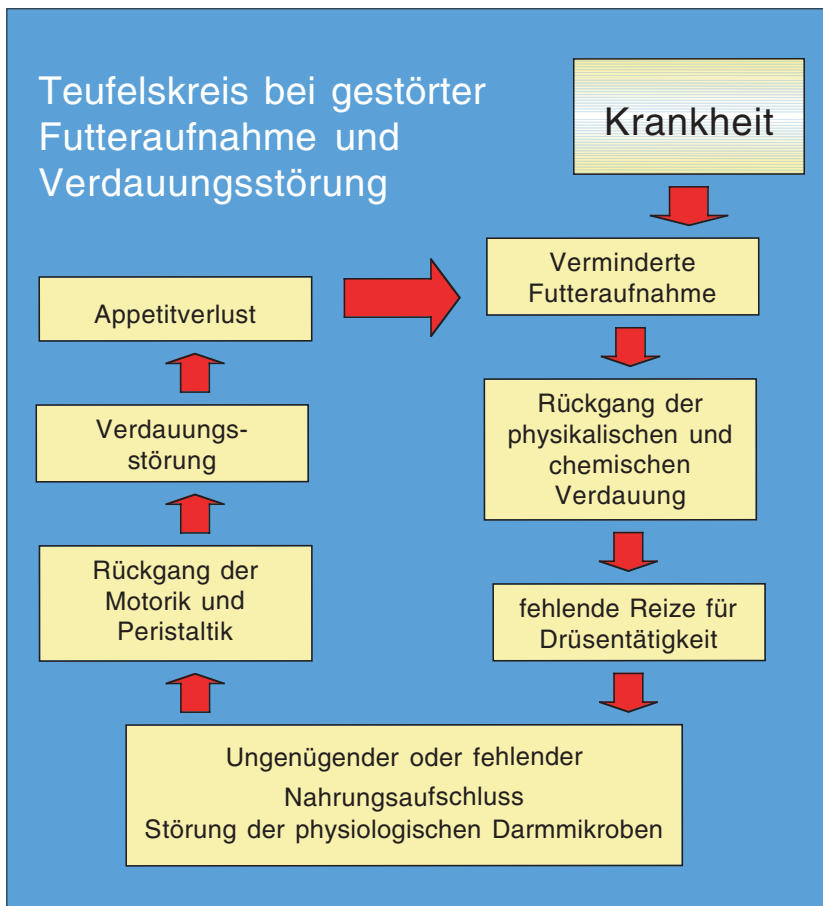 Teufelskreis bei gestörter
Futteraufnahme und
Verdauungsstörung
Krankheit
Verminderte
Futteraufnahme
Rückgang der
physikalischen und
chemischen
Verdauung
fehlende Reize für
Drüsentätigkeit
Ungenügender oder fehlender
Nahrungsaufschluss
Störung der physiologischen Darmmikroben
Rückgang der
Motorik und
Peristaltik
Verdauungs-
störung
Appetitverlust